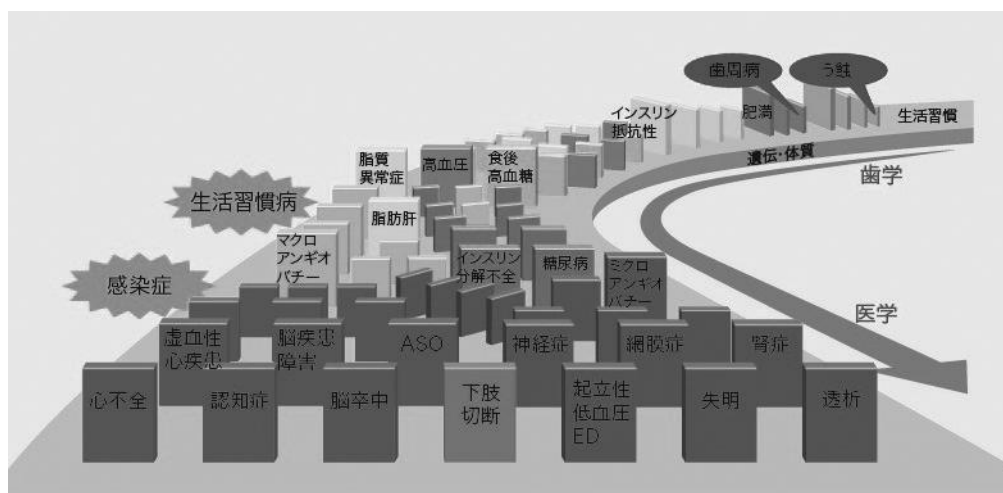 歯周病
う蝕
インスリン
抵抗性
肥満
生活習慣
遺伝・体質
歯学
脂質
異常症
高血圧
食後
高血糖
生活習慣病
脂肪肝
マクロ
アンギオ
パチー
インスリン
分解不全
糖尿病
ミクロ
アンギオ
パチー
感染症
医学
虚血性
心疾患
脳疾患
障害
ASO
神経症
網膜症
腎症
心不全
認知症
脳卒中
下肢
切断
起立性
低血圧
ED
失明
透析